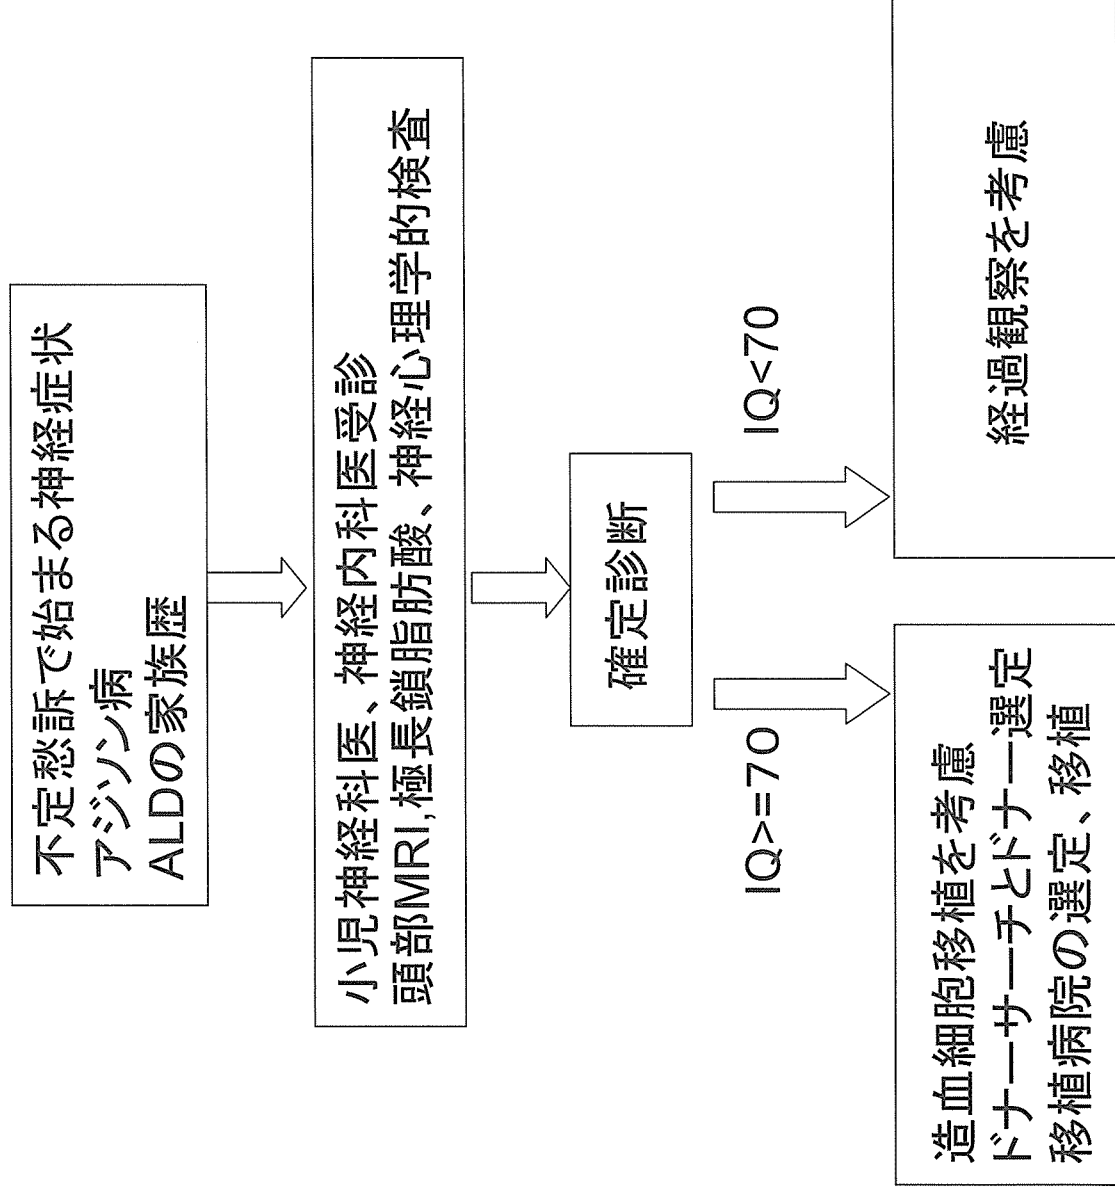 不定愁訴で始まる神経症状
アジソン病
ALDの家族歴
小児神経科医、神経内科医受診
頭部MRI,極長鎖脂肪酸、神経心理学的検査
確定診断
IQ>=70
IQ<70
造血細胞移植を考慮
ドナーサーチとドナー選定
移植病院の選定、移植
経過観察を考慮